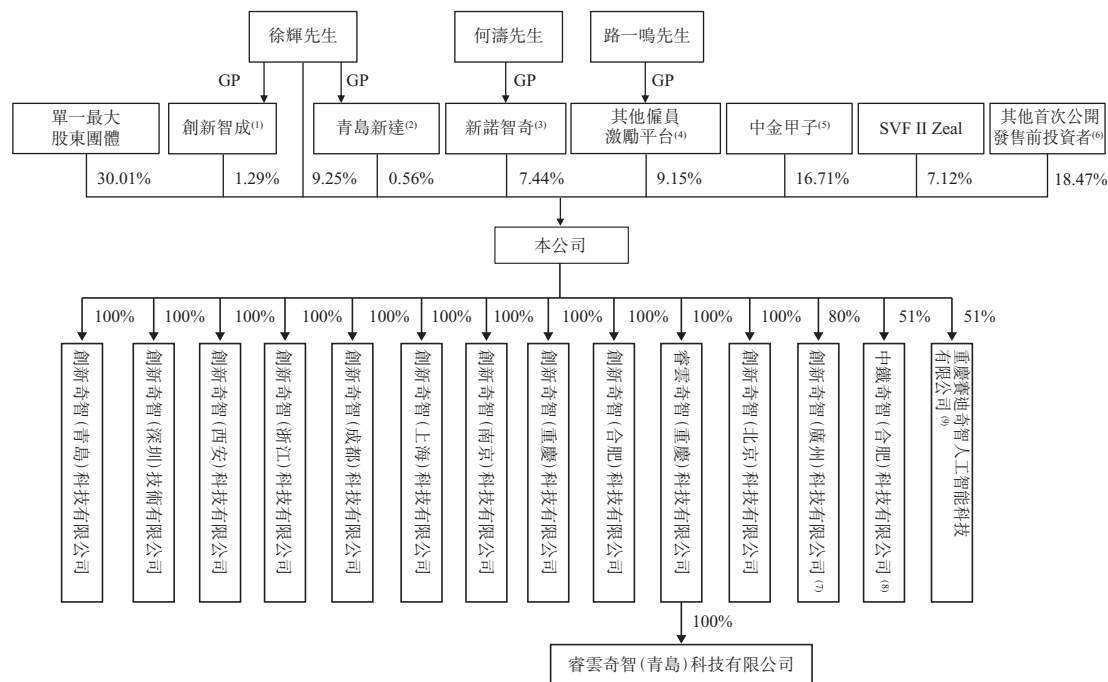 徐輝先生
何濤先生
路一鳴先生
GP
GP
GP
GP
單一最大
股東團體
創新智成(1)
青島新達(2)
新諾智奇(3)
其他僱員
激勵平台(4)
中金甲子(5)
SVF II Zeal
其他首次公開
發售前投資者(6)
30.01%
1.29%
9.25%
0.56%
7.44%
9.15%
16.71%
7.12%
18.47%
本公司
100%
100%
100%
100%
100%
100%
100%
100%
100%
100%
100%
80%
51%
51%
創新奇智(青島)科技有限公司
創新奇智(深圳)技術有限公司
創新奇智(西安)科技有限公司
創新奇智(浙江)科技有限公司
創新奇智(成都)科技有限公司
創新奇智(上海)科技有限公司
創新奇智(南京)科技有限公司
創新奇智(重慶)科技有限公司
創新奇智(合肥)科技有限公司
睿雲奇智(重慶)科技有限公司
創新奇智(北京)科技有限公司
創新奇智(廣州)科技有限公司(7)
中鐵奇智(合肥)科技有限公司(8)
重慶賽迪奇智人工智能科技
有限公司(9)
100%
睿雲奇智(青島)科技有限公司